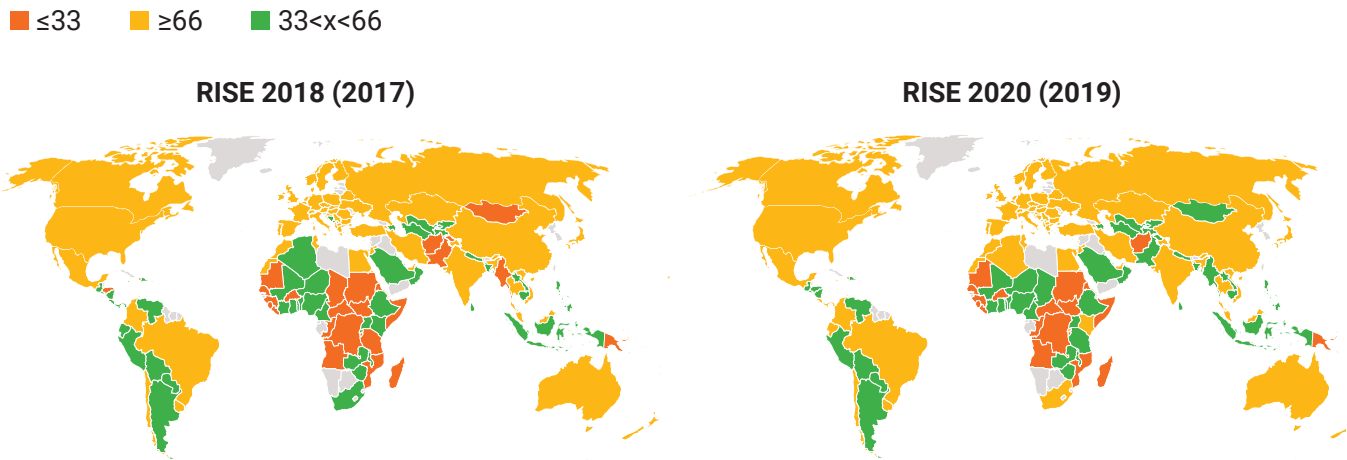 ≤33 ≥66 33<x<66
RISE 2018 (2017) RISE 2020 (2019)